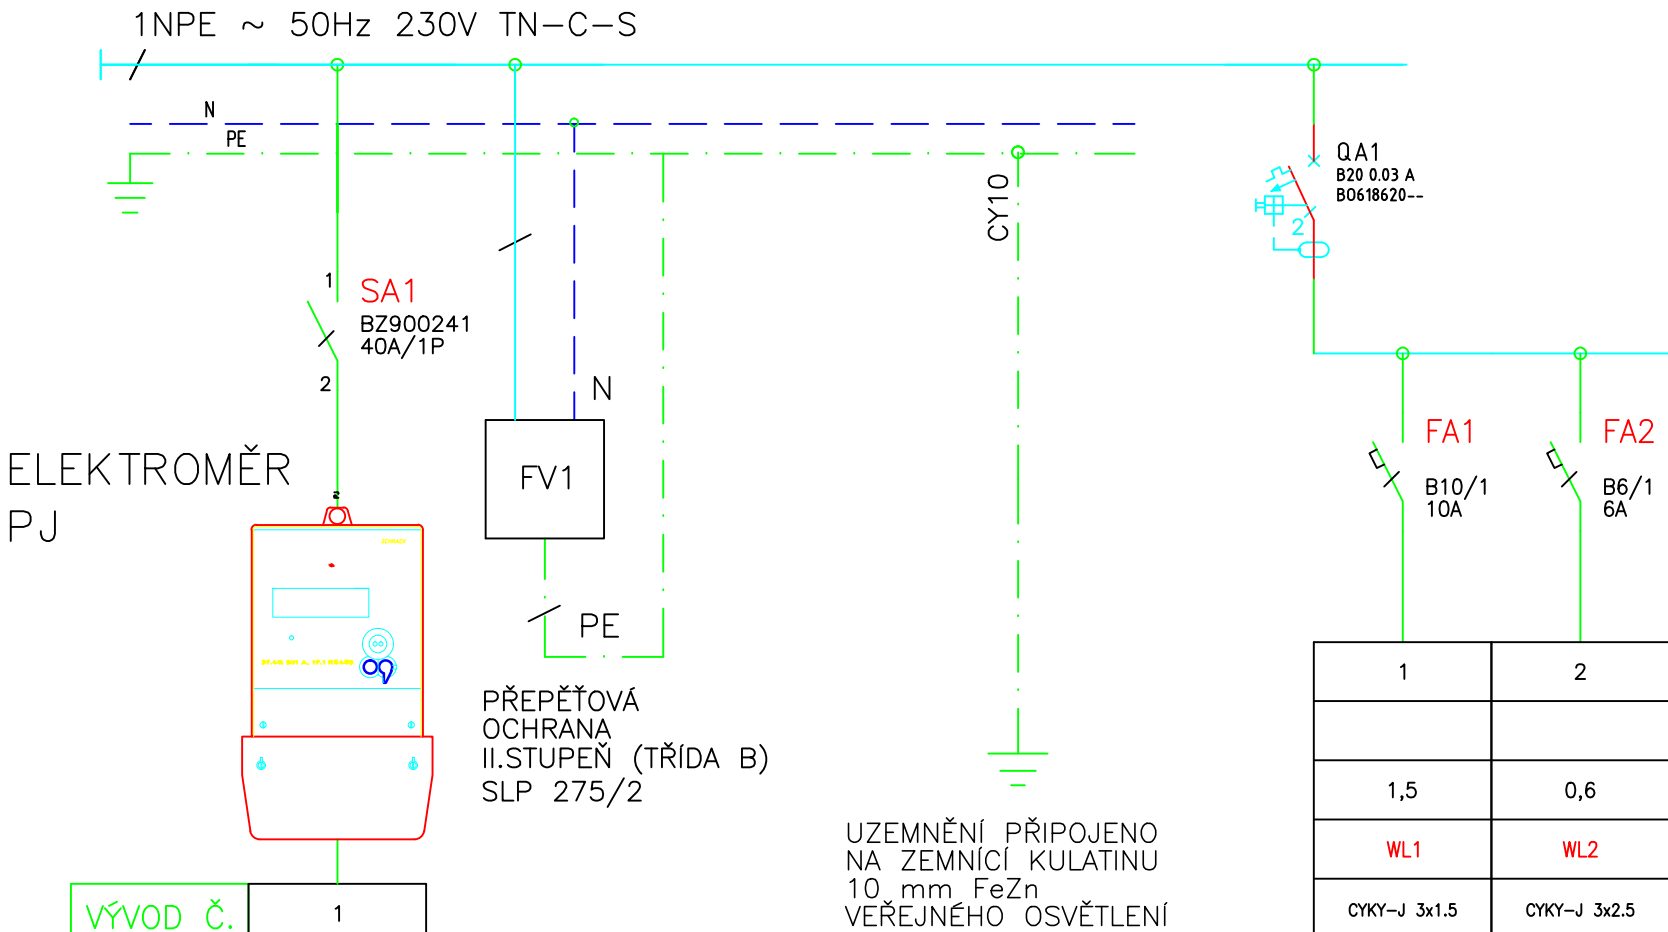 1NPE ~ 50Hz 230V TN-C-S
N
PE
QA1
B20 0.03 A
B0618620--
2
CY10
1
SA1
BZ900241
40A/1P
2
N
FV1
ELEKTROMĚR
PJ
FA1
B10/1
10A
FA2
B6/1
6A
PE
PŘEPĚŤOVÁ
OCHRANA
II.STUPEŇ (TŘÍDA B)
SLP 275/2
UZEMNĚNÍ PŘIPOJENO
NA ZEMNÍCÍ KULATINU
10 mm FeZn
VEŘEJNÉHO OSVĚTLENÍ
VÝVOD Č.
1
1 2
1,5 0,6
WL1 WL2
CYKY-J 3x1.5 CYKY-J 3x2.5